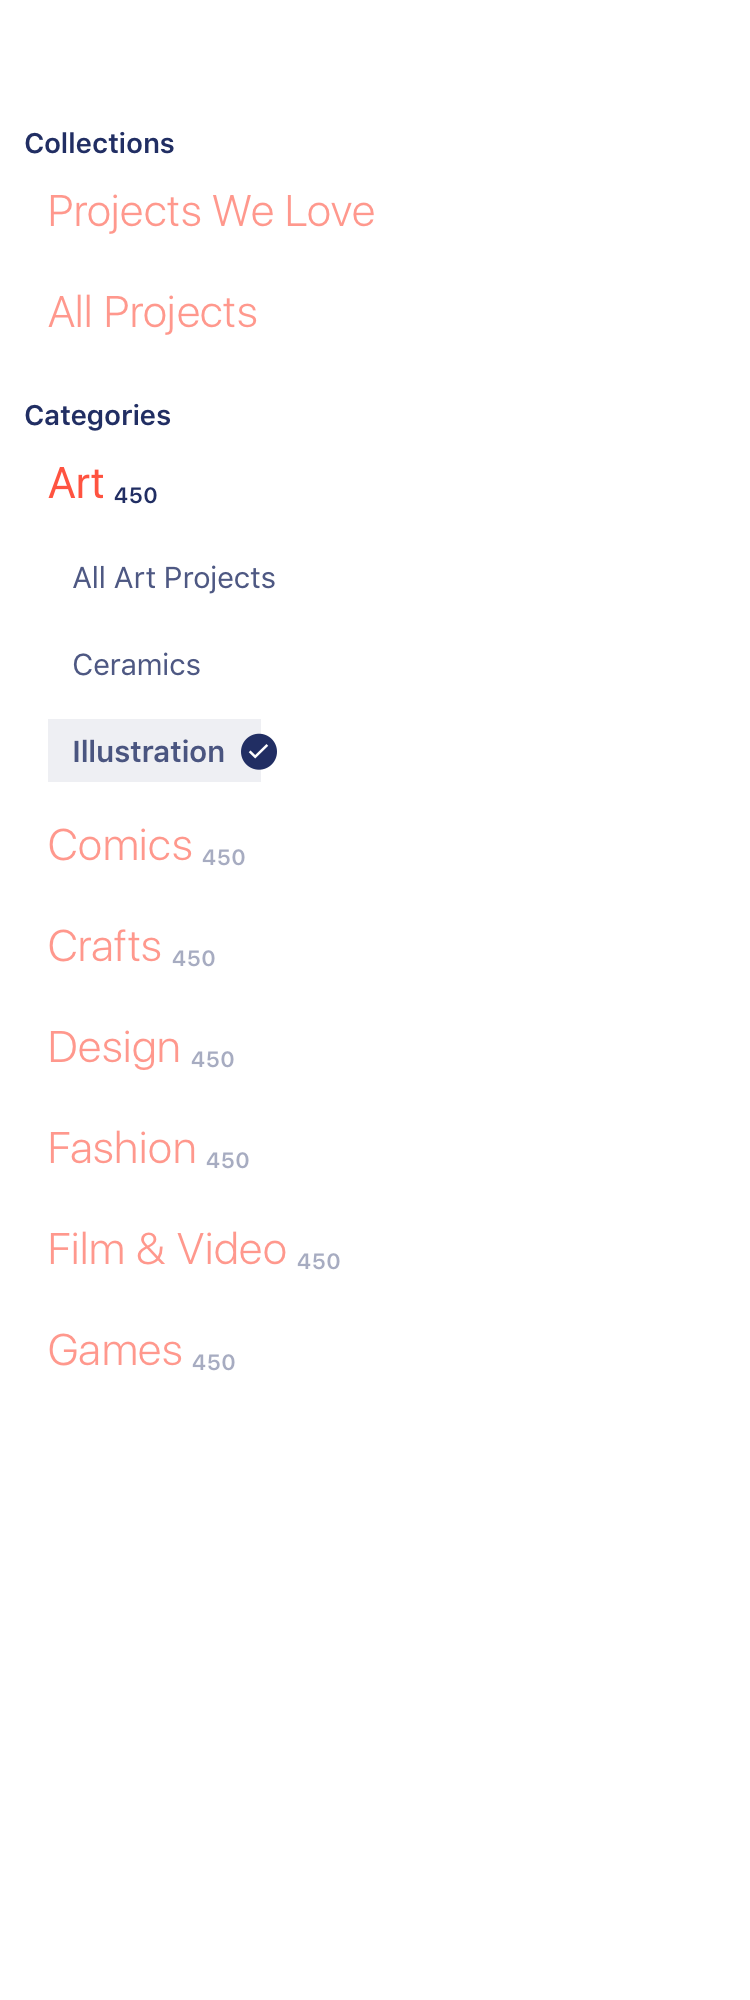 Collections
Projects We Love
All Projects
Categories
Art 450
All Art Projects
Ceramics
Illustration
Comics 450
Crafts 450
Design 450
Fashion 450
Film & Video 450
Games 450